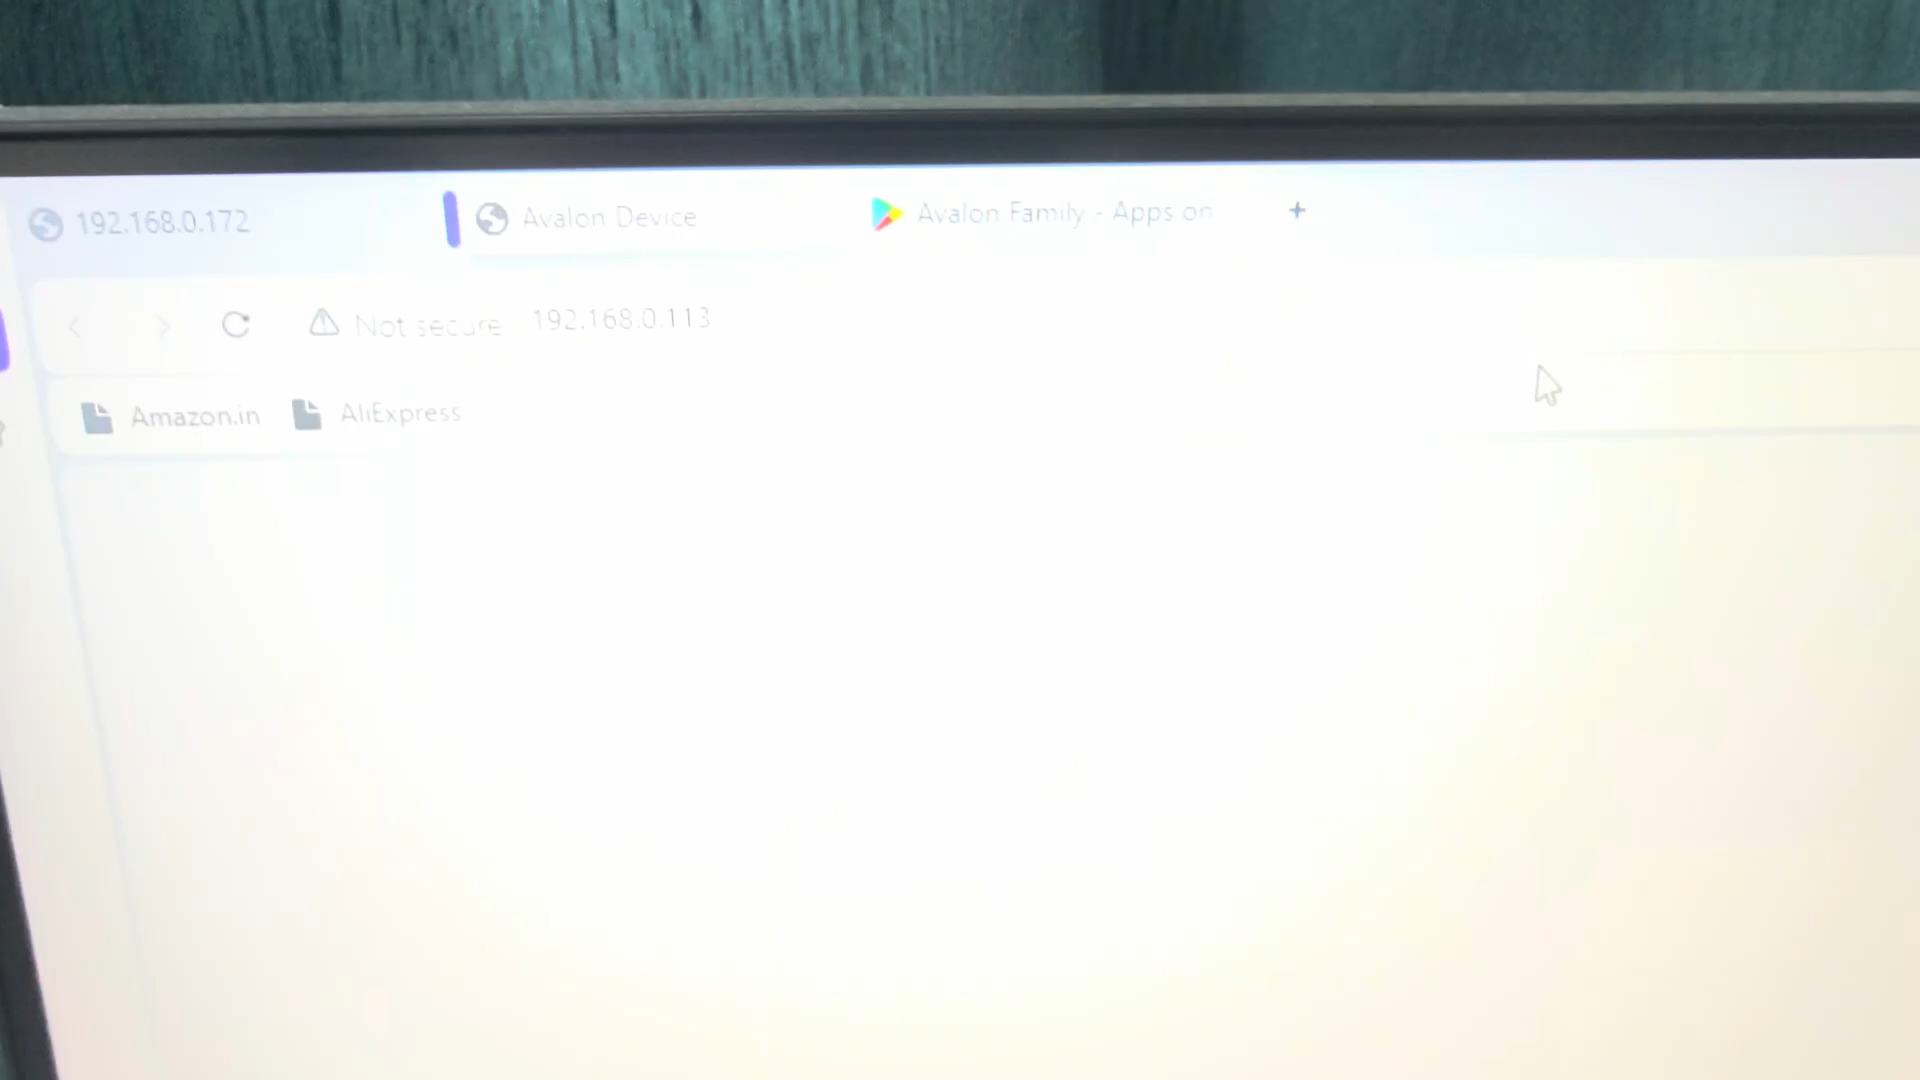 192.168.0.172 Avalon Device Avalon Family - Apps on
Not secure 192.168.0.113
Amazon.in AliExpress